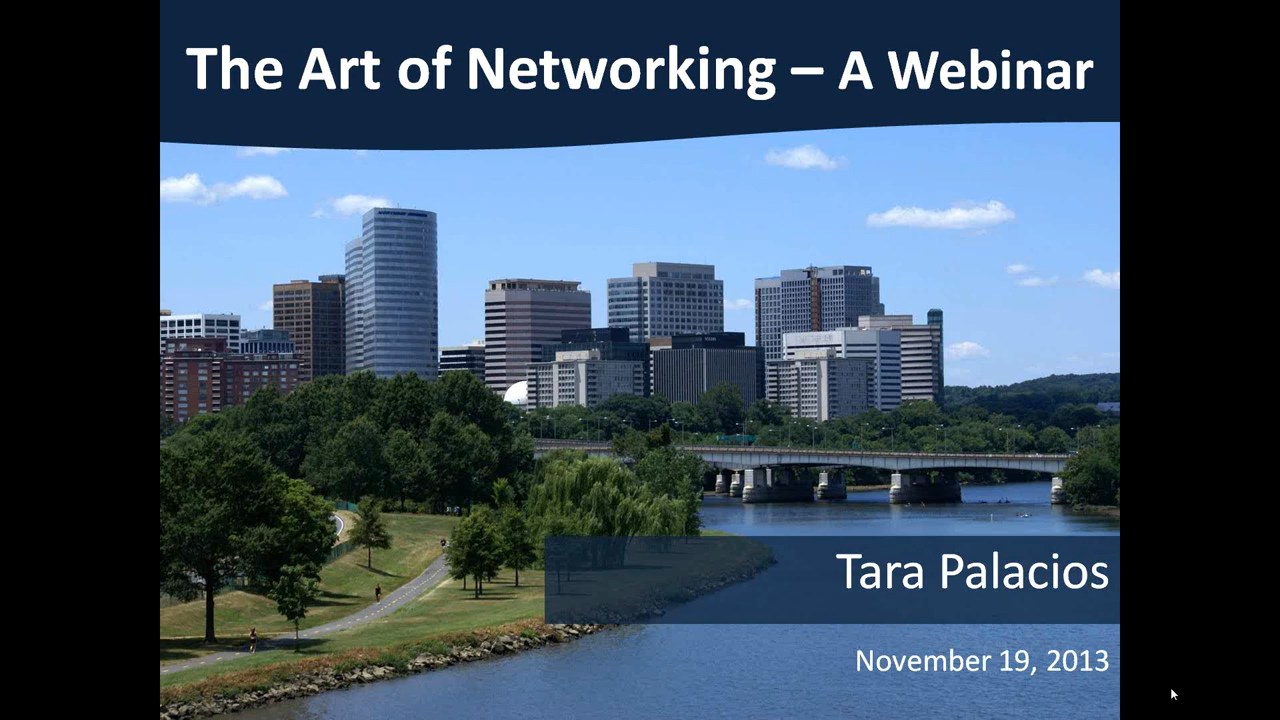 The Art of Networking – A Webinar
Tara Palacios
November 19, 2013